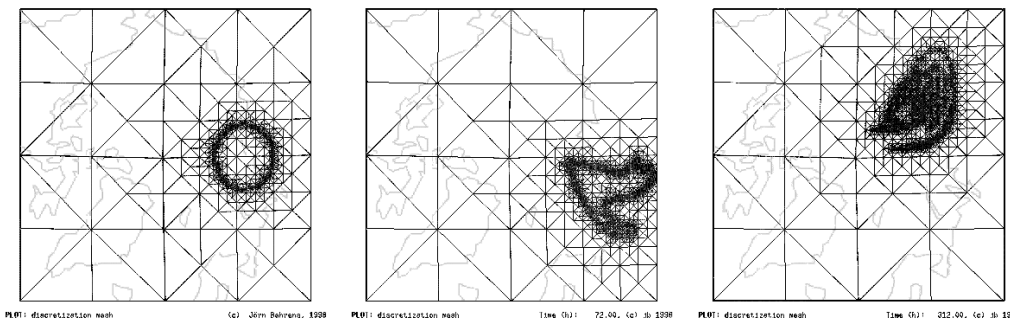 PLOT: discretization mesh (c) Jörn Behrens, 1998
PLOT: discretization mesh Time (h): 72.00, (c) jb 1998
PLOT: discretization mesh Time (h): 312.00, (c) jb 19